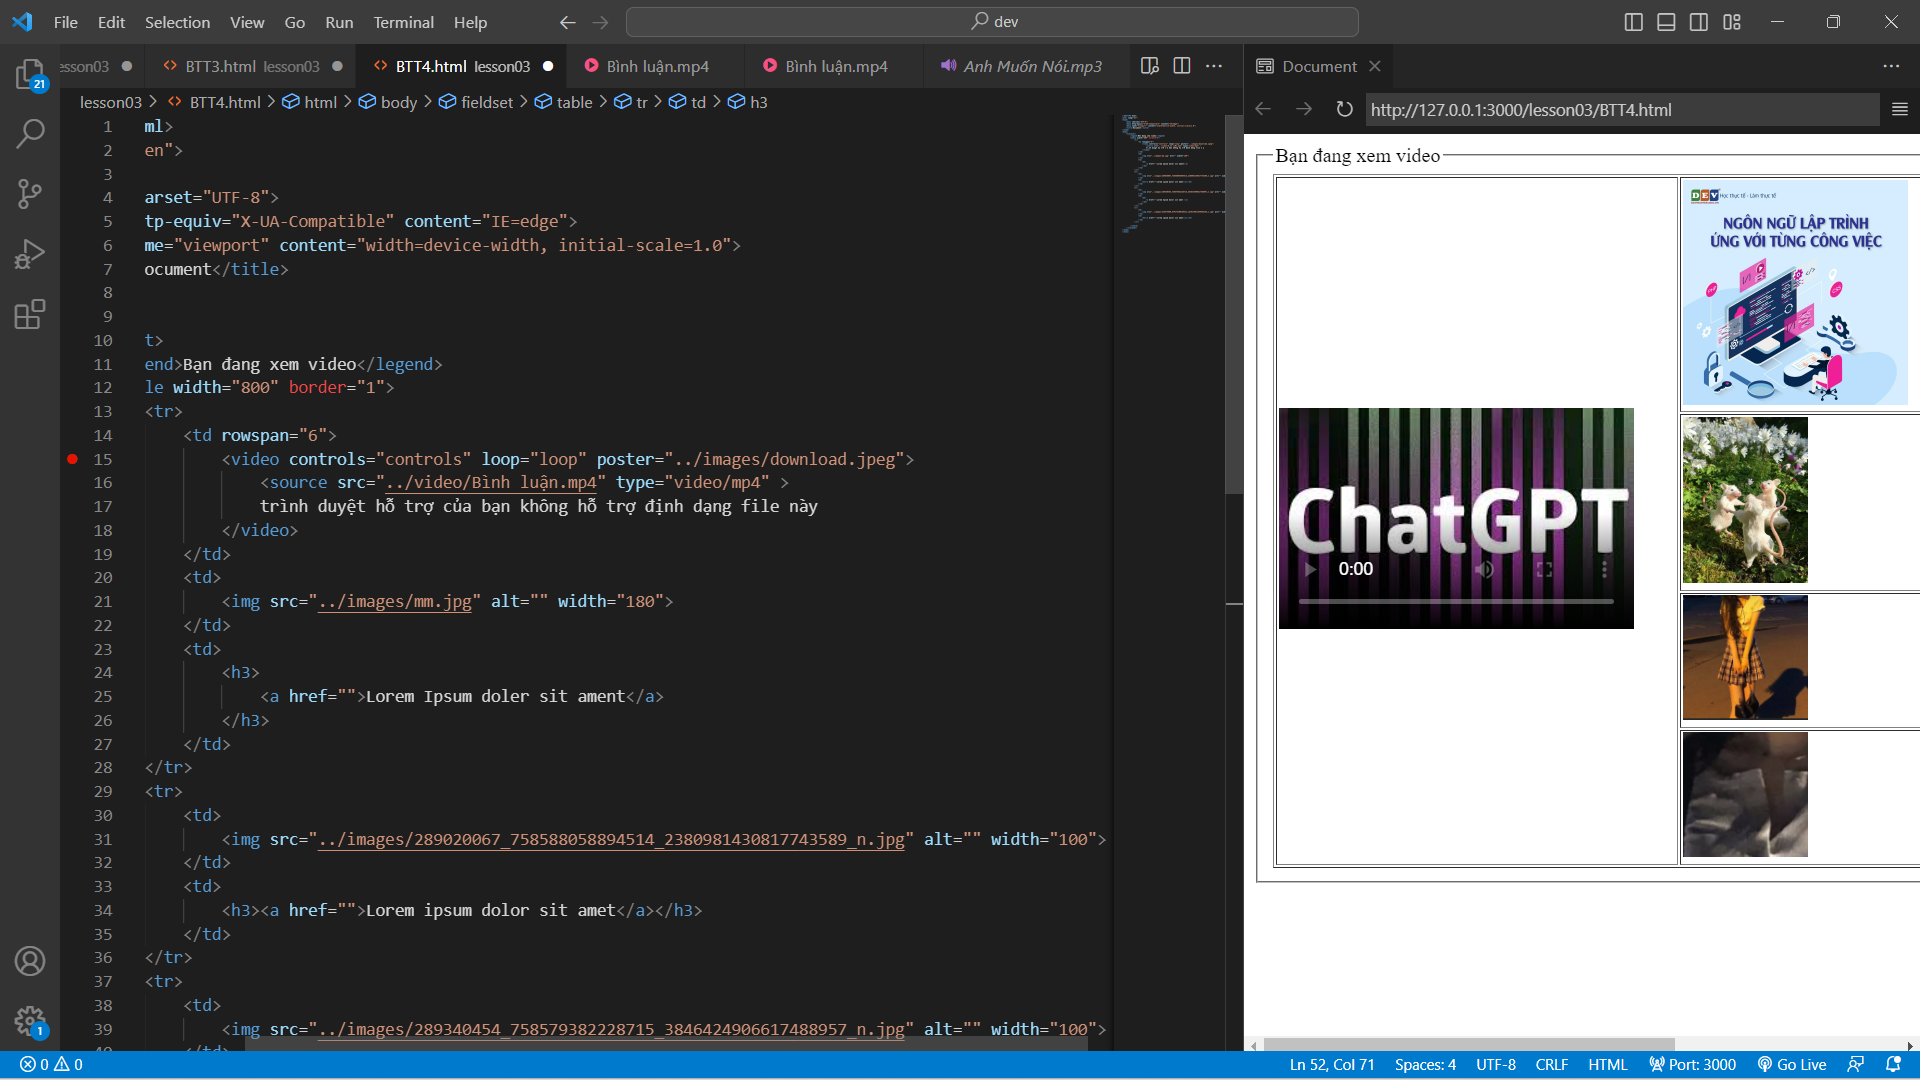 File Edit Selection View Go Run Terminal Help
dev
21
esson03
BTT3.html lesson03
BTT4.html lesson03
Bình luận.mp4
Bình luận.mp4
Anh Muốn Nói.mp3
Document
lesson03 > BTT4.html > html > body > fieldset > table > tr > td > h3
http://127.0.0.1:3000/lesson03/BTT4.html
1 ml>
2 en">
3
4 arset="UTF-8">
5 tp-equiv="X-UA-Compatible" content="IE=edge">
6 me="viewport" content="width=device-width, initial-scale=1.0">
7 ocument</title>
8
9
10 t>
11 end>Bạn đang xem video</legend>
12 le width="800" border="1">
13 <tr>
14 <td rowspan="6">
15 <video controls="controls" loop="loop" poster="../images/download.jpeg">
16 <source src="../video/Bình luận.mp4" type="video/mp4" >
17 trình duyệt hỗ trợ của bạn không hỗ trợ định dạng file này
18 </video>
19 </td>
20 <td>
21 <img src="../images/mm.jpg" alt="" width="180">
22 </td>
23 <td>
24 <h3>
25 <a href="">Lorem Ipsum doler sit ament</a>
26 </h3>
27 </td>
28 </tr>
29 <tr>
30 <td>
31 <img src="../images/289020067_758588058894514_2380981430817743589_n.jpg" alt="" width="100">
32 </td>
33 <td>
34 <h3><a href="">Lorem ipsum dolor sit amet</a></h3>
35 </td>
36 </tr>
37 <tr>
38 <td>
39 <img src="../images/289340454_758579382228715_3846424906617488957_n.jpg" alt="" width="100">
Bạn đang xem video
DEV Học thực tế - Làm thực tế
NGÔN NGỮ LẬP TRÌNH
ỨNG VỚI TỪNG CÔNG VIỆC
ChatGPT
0:00
1
0 0
Ln 52, Col 71 Spaces: 4 UTF-8 CRLF HTML Port: 3000 Go Live